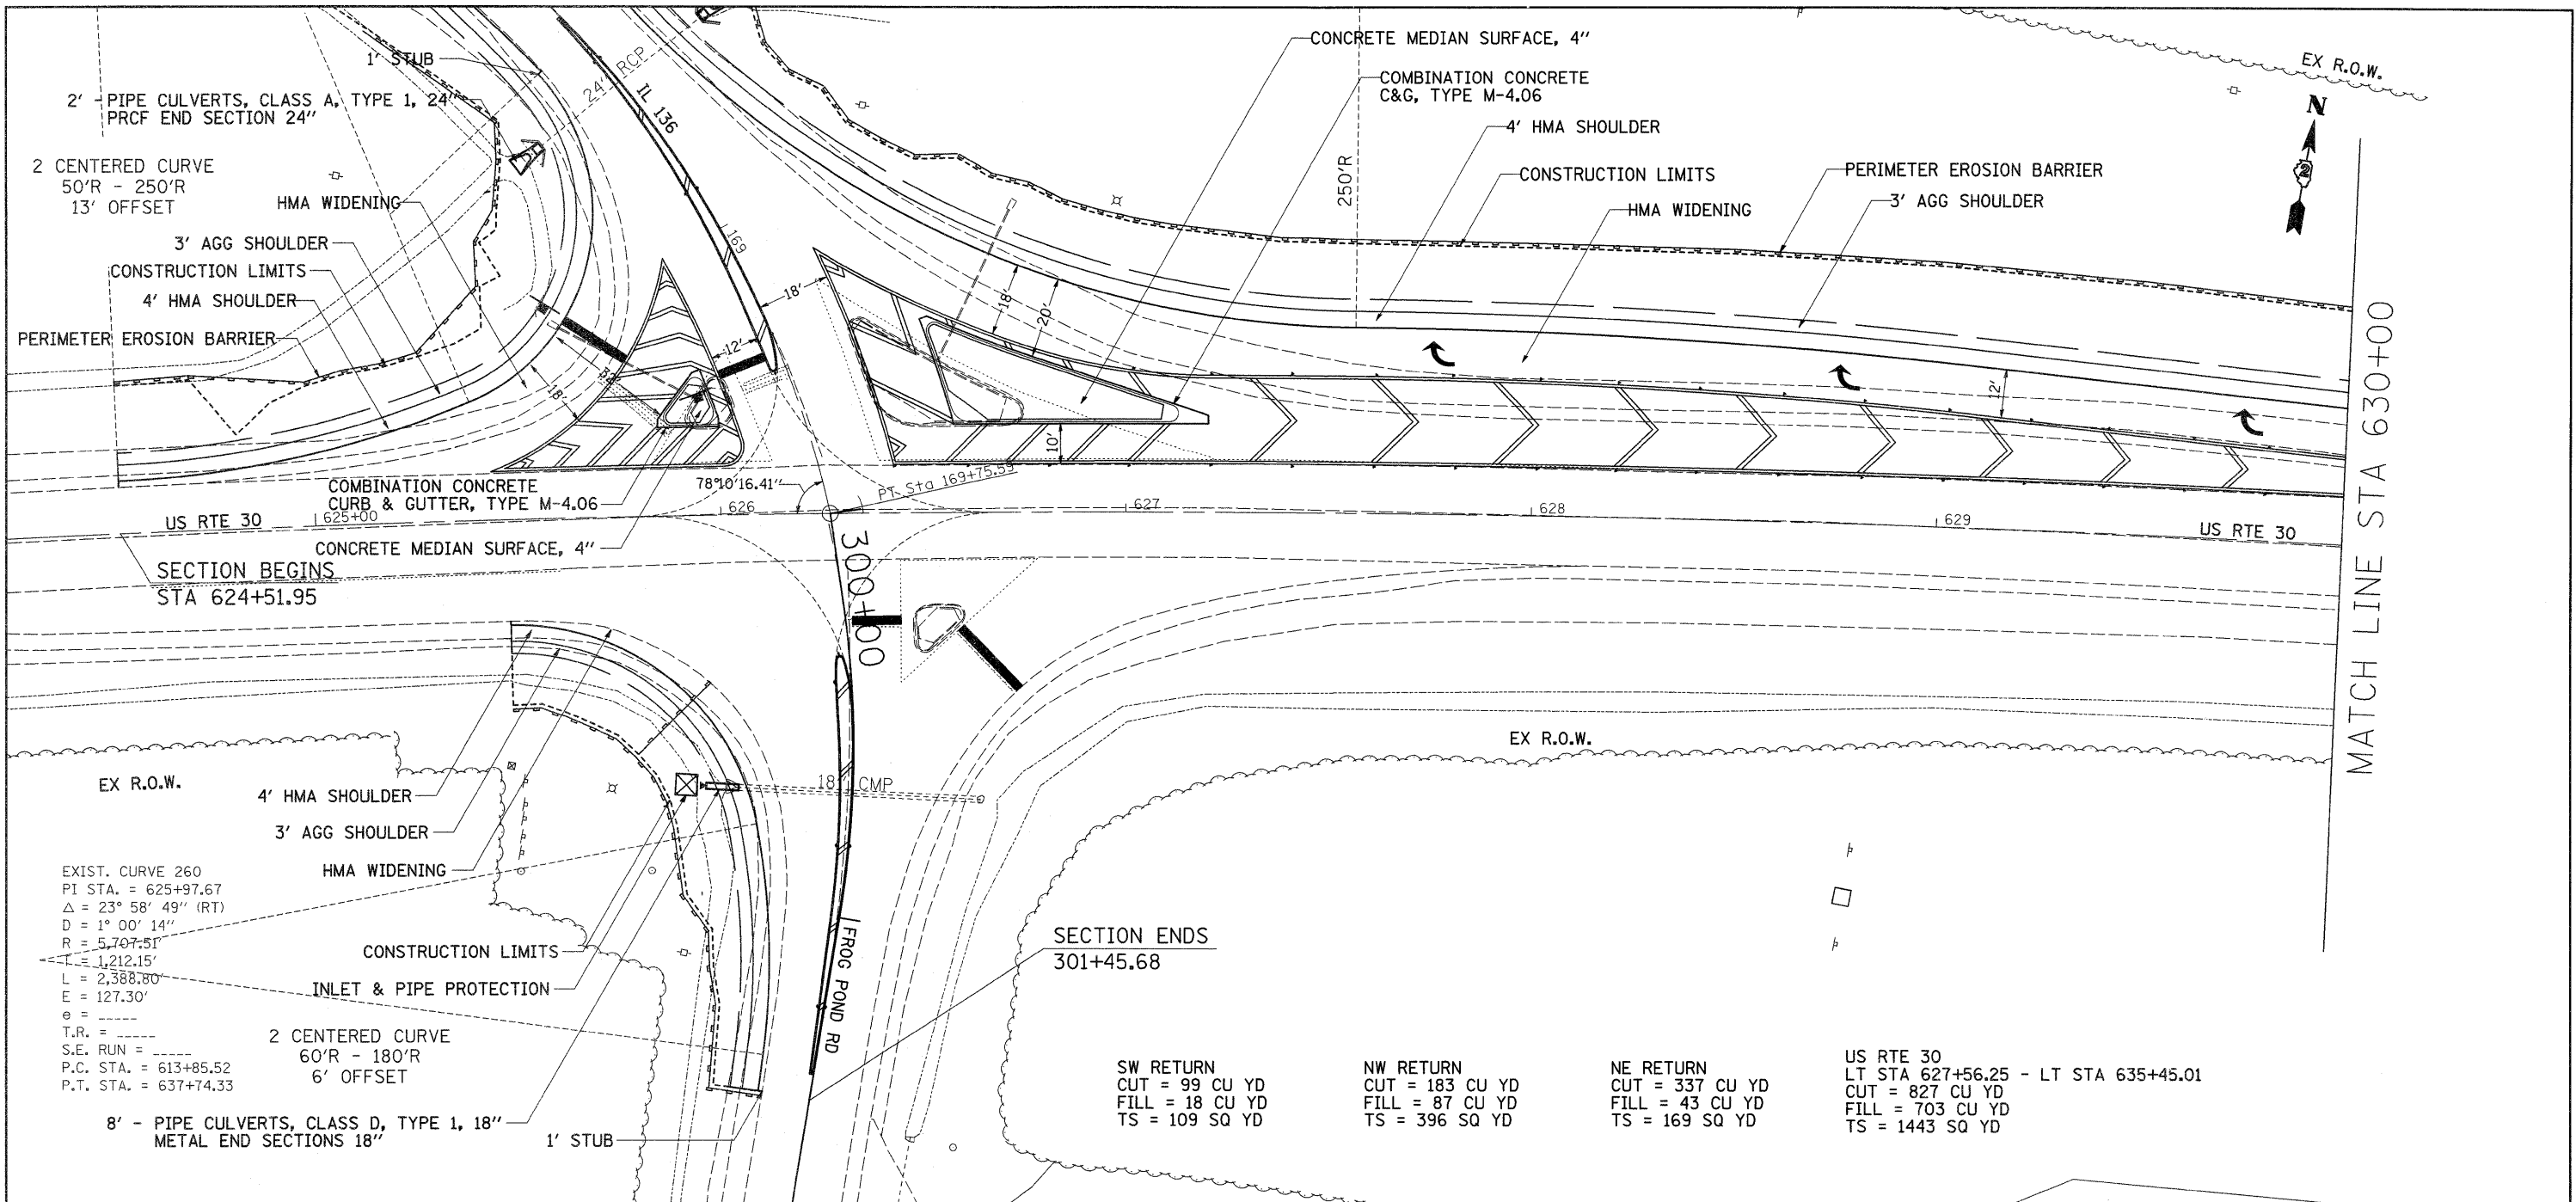 CONCRETE MEDIAN SURFACE, 4"
COMBINATION CONCRETE
C&G, TYPE M-4.06
4' HMA SHOULDER
CONSTRUCTION LIMITS
PERIMETER EROSION BARRIER
HMA WIDENING
3' AGG SHOULDER
EX R.O.W.
N
2
250'R
1' STUB
24" RCP
IL 136
2' - PIPE CULVERTS, CLASS A, TYPE 1, 24"
PRCF END SECTION 24"
2 CENTERED CURVE
50'R - 250'R
13' OFFSET
HMA WIDENING
3' AGG SHOULDER
CONSTRUCTION LIMITS
4' HMA SHOULDER
PERIMETER EROSION BARRIER
169
18'
18'
20'
12'
18'
12'
10'
COMBINATION CONCRETE
CURB & GUTTER, TYPE M-4.06
CONCRETE MEDIAN SURFACE, 4"
78°10'16.41"
PT Sta 169+75.59
US RTE 30
625+00
626
627
628
629
US RTE 30
MATCH LINE STA 630+00
SECTION BEGINS
STA 624+51.95
300+00
EX R.O.W.
EX R.O.W.
4' HMA SHOULDER
3' AGG SHOULDER
HMA WIDENING
18" CMP
EXIST. CURVE 260
PI STA. = 625+97.67
Δ = 23° 58' 49" (RT)
D = 1° 00' 14"
R = 5,707.51'
T = 1,212.15'
L = 2,388.80'
E = 127.30'
e = _____
T.R. = _____
S.E. RUN = _____
P.C. STA. = 613+85.52
P.T. STA. = 637+74.33
CONSTRUCTION LIMITS
INLET & PIPE PROTECTION
2 CENTERED CURVE
60'R - 180'R
6' OFFSET
8' - PIPE CULVERTS, CLASS D, TYPE 1, 18"
METAL END SECTIONS 18"
1' STUB
FROG POND RD
SECTION ENDS
301+45.68
SW RETURN
CUT = 99 CU YD
FILL = 18 CU YD
TS = 109 SQ YD
NW RETURN
CUT = 183 CU YD
FILL = 87 CU YD
TS = 396 SQ YD
NE RETURN
CUT = 337 CU YD
FILL = 43 CU YD
TS = 169 SQ YD
US RTE 30
LT STA 627+56.25 - LT STA 635+45.01
CUT = 827 CU YD
FILL = 703 CU YD
TS = 1443 SQ YD